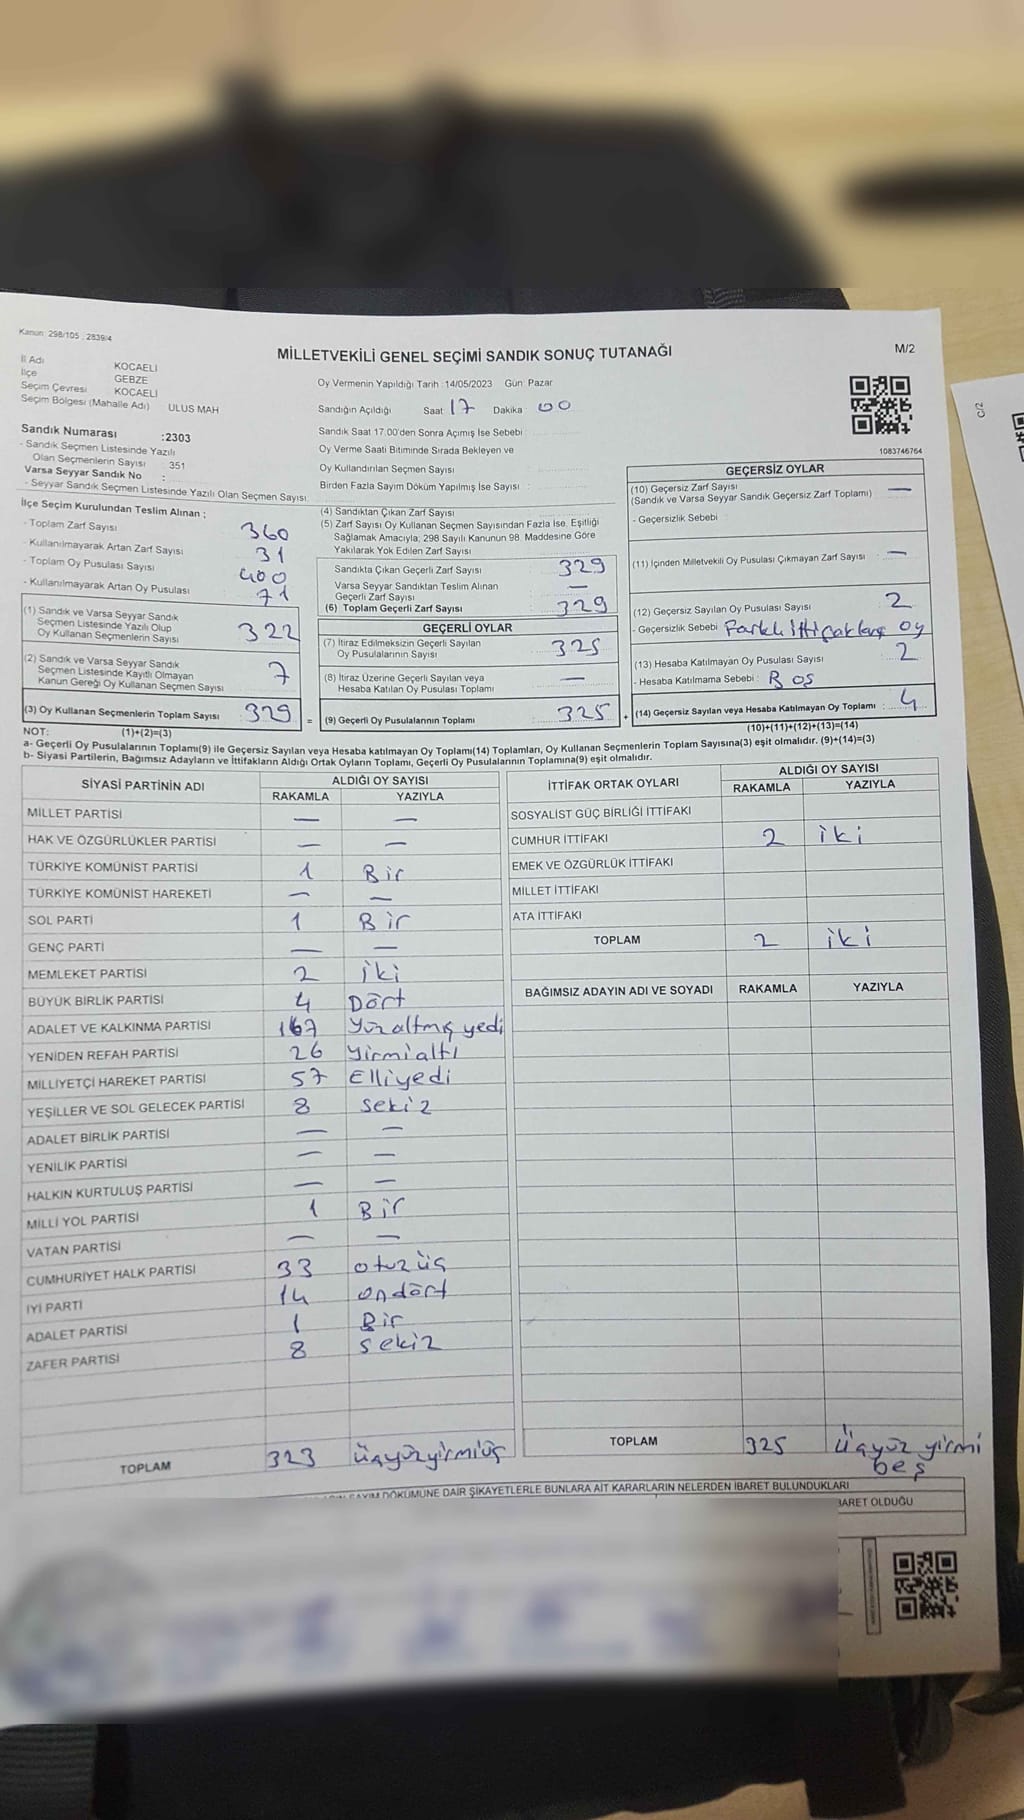 Kanun: 298/105 , 2839/4
MİLLETVEKİLİ GENEL SEÇİMİ SANDIK SONUÇ TUTANAĞI
M/2
İl Adı KOCAELİ
İlçe GEBZE
Seçim Çevresi KOCAELİ
Seçim Bölgesi (Mahalle Adı) ULUS MAH
Oy Vermenin Yapıldığı Tarih :14/05/2023 Gün: Pazar
Sandığın Açıldığı Saat 17 Dakika 00
Sandık Saat 17.00'den Sonra Açımış İse Sebebi
Oy Verme Saati Bitiminde Sırada Bekleyen ve
Oy Kullandırılan Seçmen Sayısı
Birden Fazla Sayım Döküm Yapılmış İse Sayısı :
1083746764
Sandık Numarası :2303
- Sandık Seçmen Listesinde Yazılı
Olan Seçmenlerin Sayısı : 351
Varsa Seyyar Sandık No :
- Seyyar Sandık Seçmen Listesinde Yazılı Olan Seçmen Sayısı
İlçe Seçim Kurulundan Teslim Alınan ;
- Toplam Zarf Sayısı 360
- Kullanılmayarak Artan Zarf Sayısı 31
- Toplam Oy Pusulası Sayısı 400
- Kullanılmayarak Artan Oy Pusulası 71
(1) Sandık ve Varsa Seyyar Sandık
Seçmen Listesinde Yazılı Olup
Oy Kullanan Seçmenlerin Sayısı 322
(2) Sandık ve Varsa Seyyar Sandık
Seçmen Listesinde Kayıtlı Olmayan
Kanun Gereği Oy Kullanan Seçmen Sayısı 7
(3) Oy Kullanan Seçmenlerin Toplam Sayısı : 329 =
(4) Sandıktan Çıkan Zarf Sayısı
(5) Zarf Sayısı Oy Kullanan Seçmen Sayısından Fazla İse, Eşitliği
Sağlamak Amacıyla, 298 Sayılı Kanunun 98. Maddesine Göre
Yakılarak Yok Edilen Zarf Sayısı
Sandıkta Çıkan Geçerli Zarf Sayısı 329
Varsa Seyyar Sandıktan Teslim Alınan
Geçerli Zarf Sayısı —
(6) Toplam Geçerli Zarf Sayısı 329
GEÇERLİ OYLAR
(7) İtiraz Edilmeksizin Geçerli Sayılan
Oy Pusulalarının Sayısı 325
(8) İtiraz Üzerine Geçerli Sayılan veya
Hesaba Katılan Oy Pusulası Toplamı —
(9) Geçerli Oy Pusulalarının Toplamı : 325 +
GEÇERSİZ OYLAR
(10) Geçersiz Zarf Sayısı
(Sandık ve Varsa Seyyar Sandık Geçersiz Zarf Toplamı) —
- Geçersizlik Sebebi
(11) İçinden Milletvekili Oy Pusulası Çıkmayan Zarf Sayısı : —
(12) Geçersiz Sayılan Oy Pusulası Sayısı 2
- Geçersizlik Sebebi Farklı ittifaklara oy
(13) Hesaba Katılmayan Oy Pusulası Sayısı : 2
- Hesaba Katılmama Sebebi : Boş
(14) Geçersiz Sayılan veya Hesaba Katılmayan Oy Toplamı : 4
NOT: (1)+(2)=(3)
(10)+(11)+(12)+(13)=(14)
a- Geçerli Oy Pusulalarının Toplamı(9) ile Geçersiz Sayılan veya Hesaba katılmayan Oy Toplamı(14) Toplamları, Oy Kullanan Seçmenlerin Toplam Sayısına(3) eşit olmalıdır. (9)+(14)=(3)
b- Siyasi Partilerin, Bağımsız Adayların ve İttifakların Aldığı Ortak Oyların Toplamı, Geçerli Oy Pusulalarının Toplamına(9) eşit olmalıdır.
SİYASİ PARTİNİN ADI ALDIĞI OY SAYISI
RAKAMLA YAZIYLA
MİLLET PARTİSİ — —
HAK VE ÖZGÜRLÜKLER PARTİSİ — —
TÜRKİYE KOMÜNİST PARTİSİ 1 Bir
TÜRKİYE KOMÜNİST HAREKETİ — —
SOL PARTİ 1 Bir
GENÇ PARTİ — —
MEMLEKET PARTİSİ 2 iki
BÜYÜK BİRLİK PARTİSİ 4 Dört
ADALET VE KALKINMA PARTİSİ 167 Yüzaltmış yedi
YENİDEN REFAH PARTİSİ 26 Yirmialtı
MİLLİYETÇİ HAREKET PARTİSİ 57 Elliyedi
YEŞİLLER VE SOL GELECEK PARTİSİ 8 sekiz
ADALET BİRLİK PARTİSİ — —
YENİLİK PARTİSİ — —
HALKIN KURTULUŞ PARTİSİ — —
MİLLİ YOL PARTİSİ 1 Bir
VATAN PARTİSİ — —
CUMHURİYET HALK PARTİSİ 33 otuzüç
İYİ PARTİ 14 ondört
ADALET PARTİSİ 1 Bir
ZAFER PARTİSİ 8 sekiz
TOPLAM 323 üçyüzyirmiüç
İTTİFAK ORTAK OYLARI ALDIĞI OY SAYISI
RAKAMLA YAZIYLA
SOSYALİST GÜÇ BİRLİĞİ İTTİFAKI
CUMHUR İTTİFAKI 2 iki
EMEK VE ÖZGÜRLÜK İTTİFAKI
MİLLET İTTİFAKI
ATA İTTİFAKI
TOPLAM 2 iki
BAĞIMSIZ ADAYIN ADI VE SOYADI RAKAMLA YAZIYLA
TOPLAM 325 Üçyüz yirmi
beş
SAYIM DÖKÜMÜNE DAİR ŞİKAYETLERLE BUNLARA AİT KARARLARIN NELERDEN İBARET BULUNDUKLARI
İBARET OLDUĞU
C/2